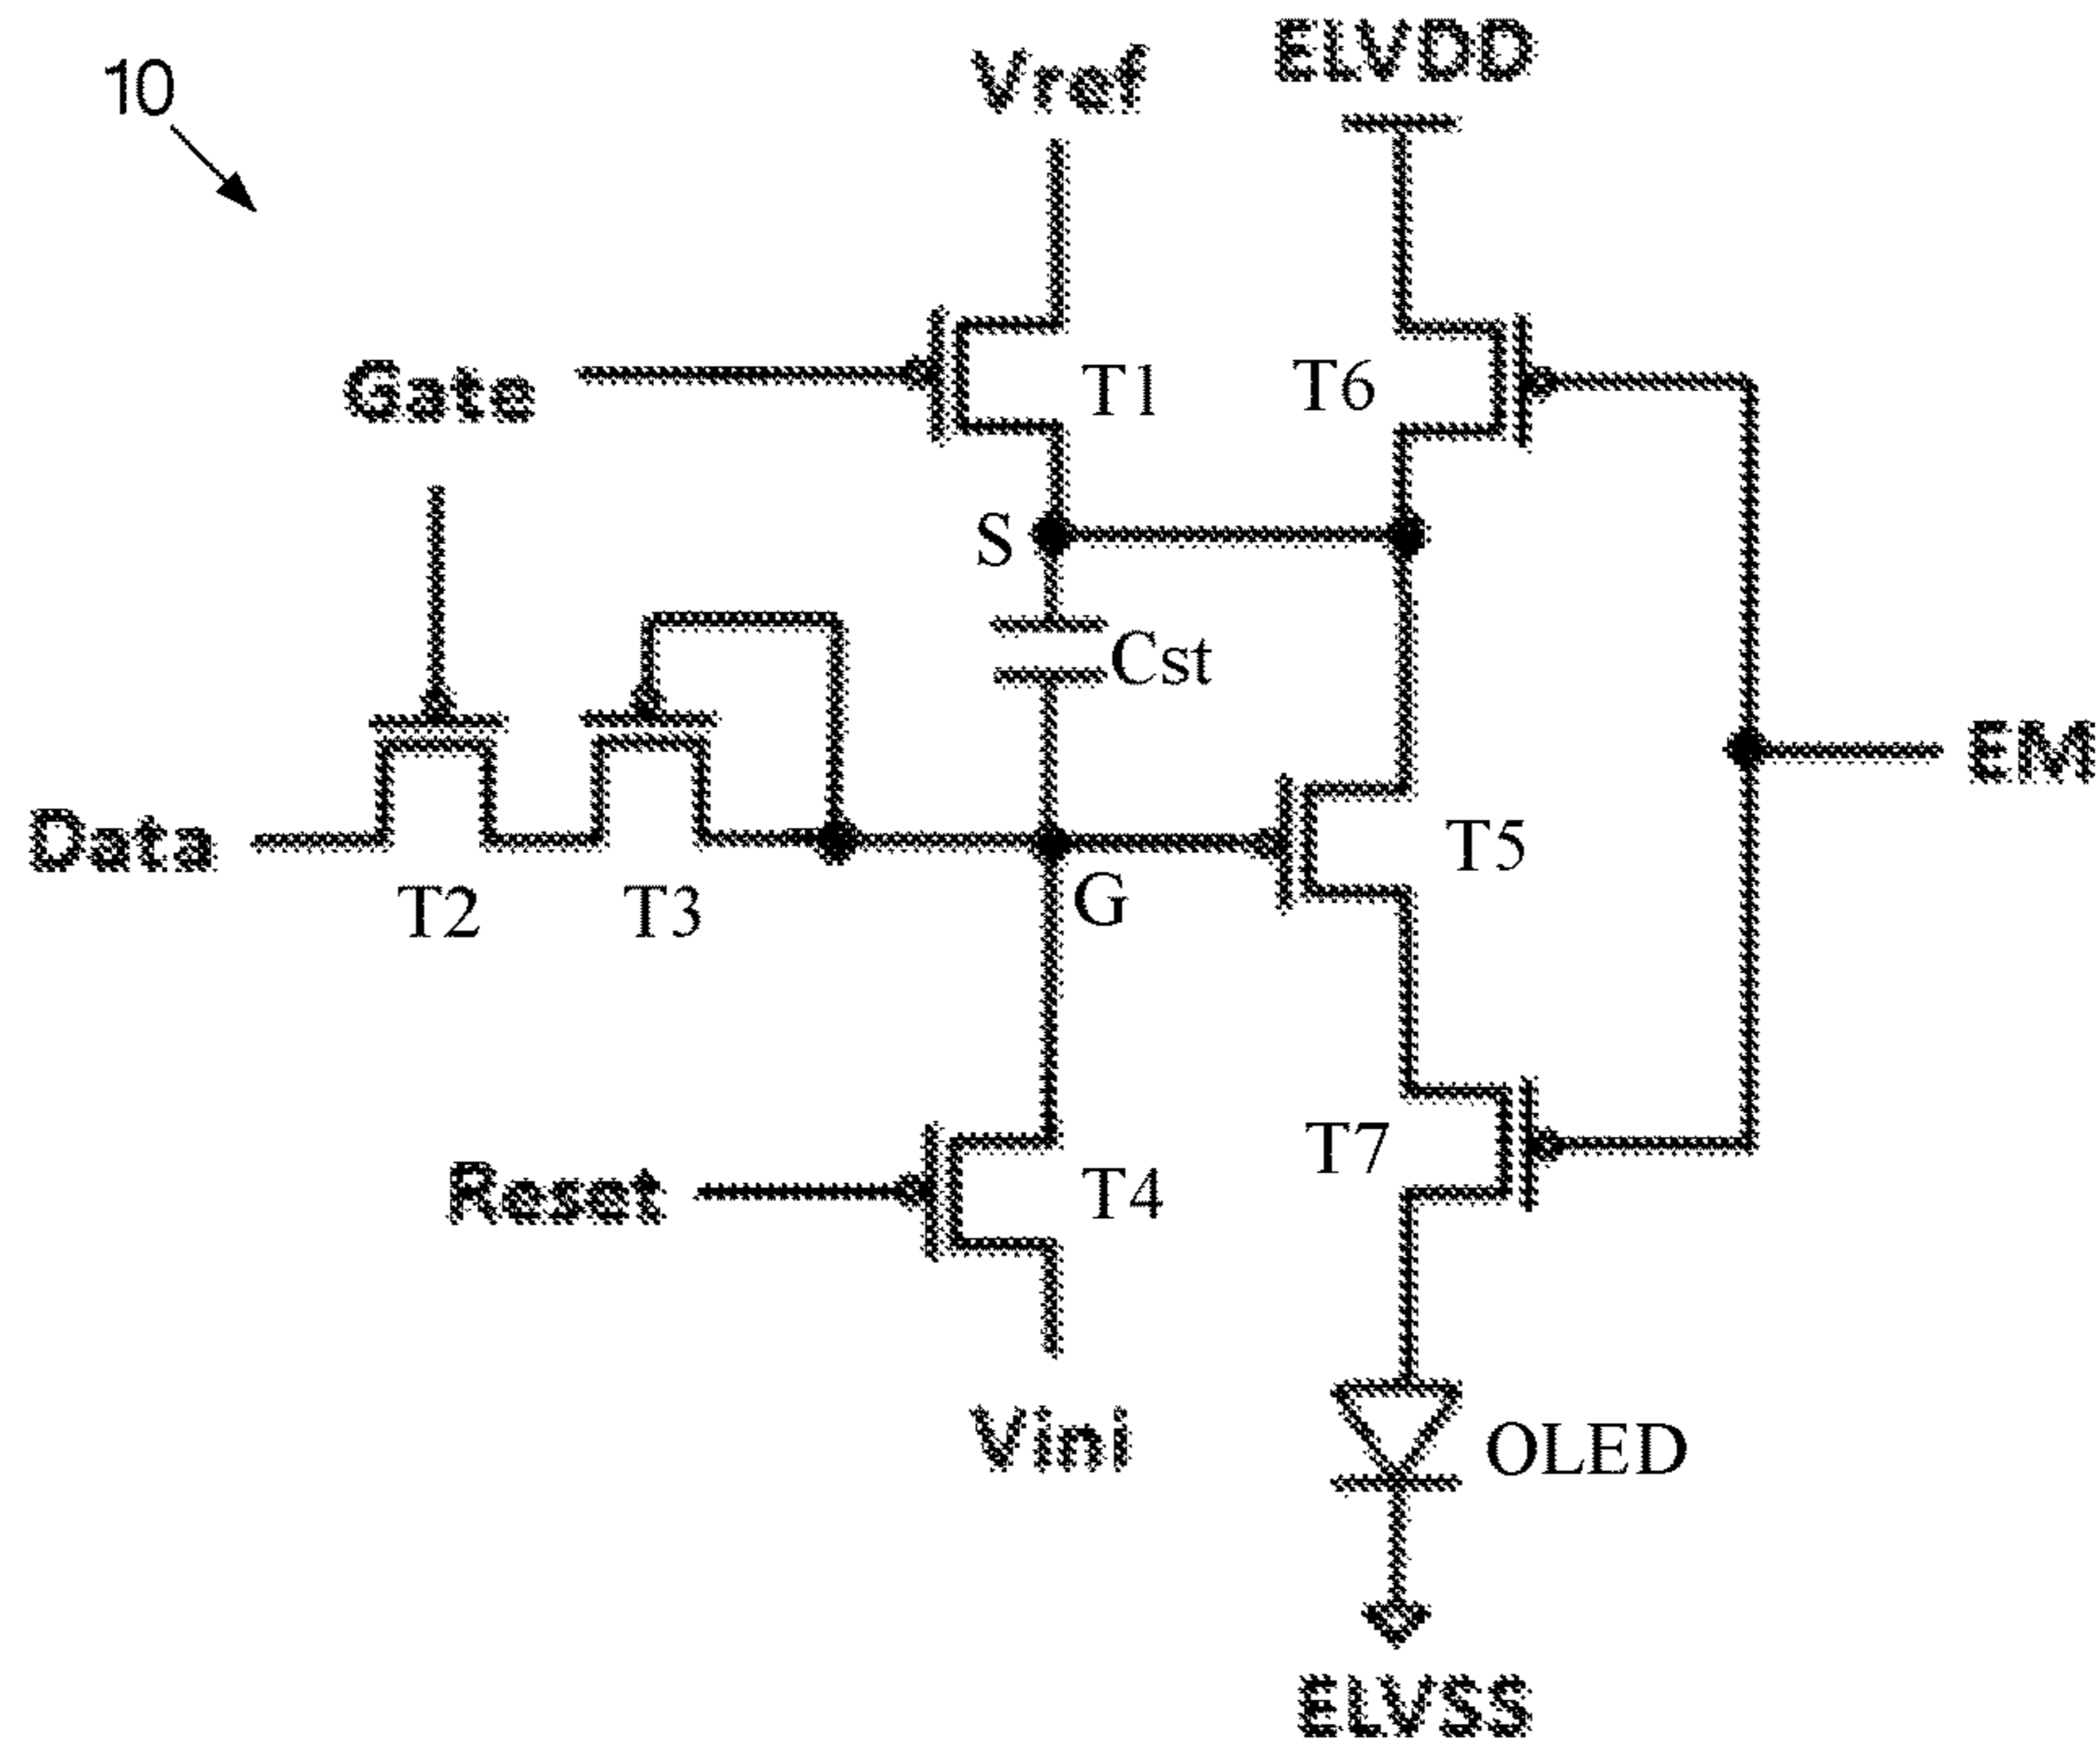 10
Vref
ELVDD
Gate
T1
T6
S
Cst
EM
Data
T2
T3
G
T5
Reset
T4
T7
Vini
OLED
ELVSS